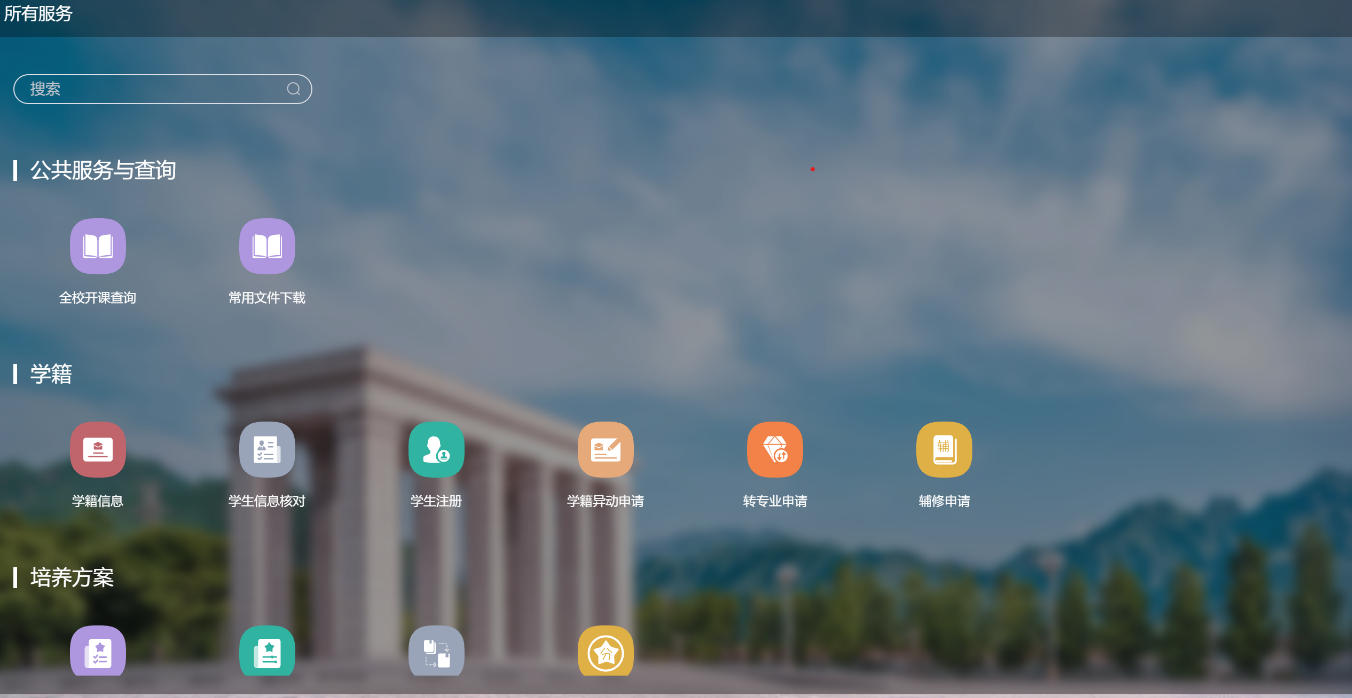 所有服务
搜索
公共服务与查询
全校开课查询
常用文件下载
学籍
学籍信息
学生信息核对
学生注册
学籍异动申请
转专业申请
辅
辅修申请
培养方案
分